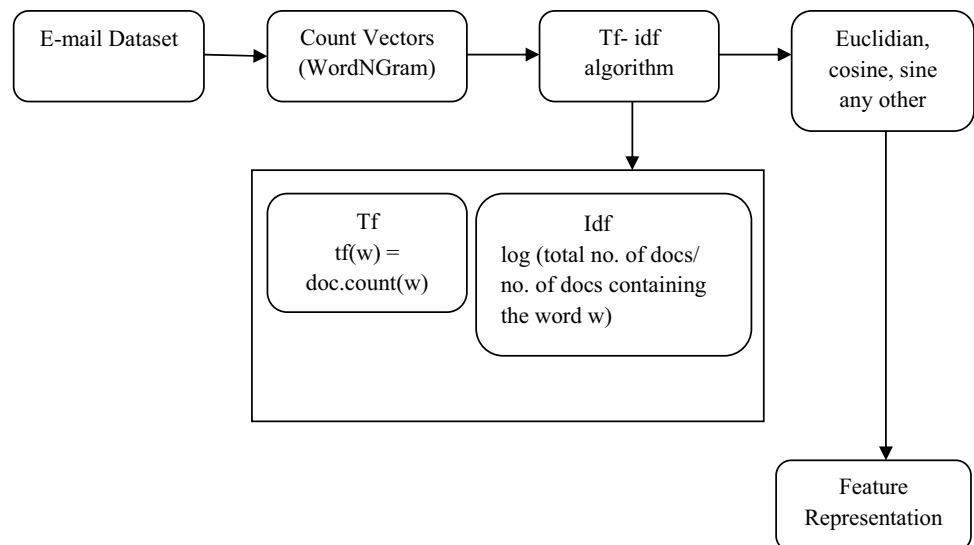 E-mail Dataset
Count Vectors
(WordNGram)
Tf- idf
algorithm
Euclidian,
cosine, sine
any other
Tf
tf(w) =
doc.count(w)
Idf
log (total no. of docs/
no. of docs containing
the word w)
Feature
Representation